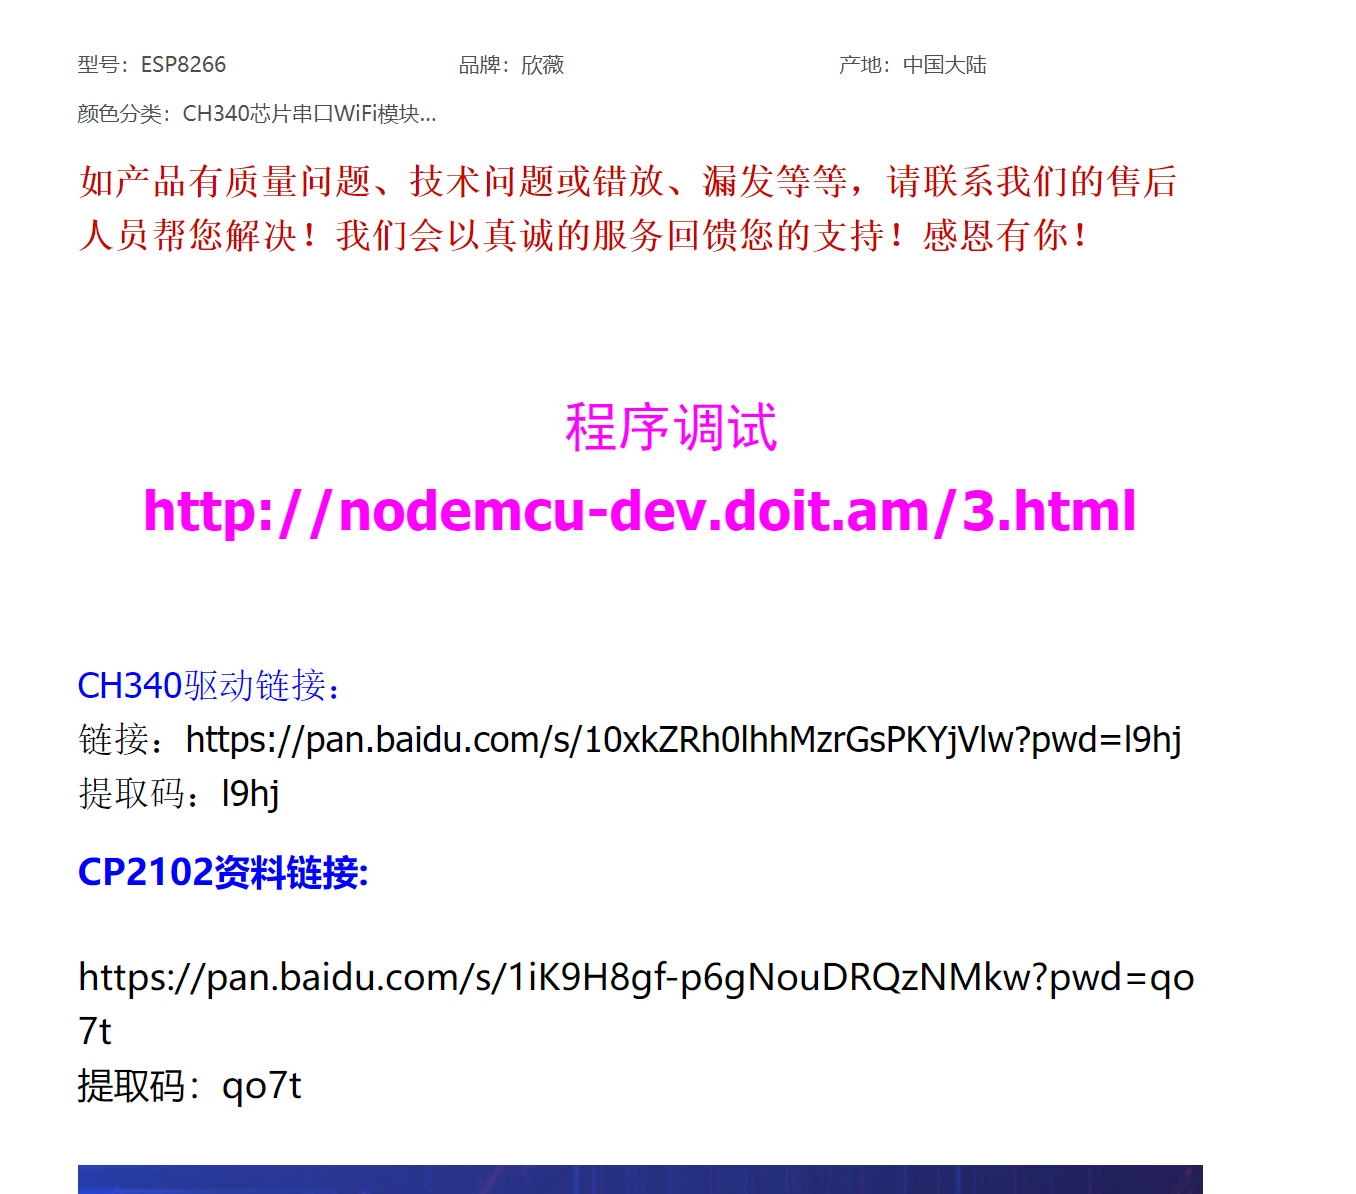 型号：ESP8266
品牌：欣薇
产地：中国大陆
颜色分类：CH340芯片串口WiFi模块...
如产品有质量问题、技术问题或错放、漏发等等，请联系我们的售后
人员帮您解决！我们会以真诚的服务回馈您的支持！感恩有你！
程序调试
http://nodemcu-dev.doit.am/3.html
CH340驱动链接：
链接：https://pan.baidu.com/s/10xkZRh0lhhMzrGsPKYjVlw?pwd=l9hj
提取码：l9hj
CP2102资料链接:
https://pan.baidu.com/s/1iK9H8gf-p6gNouDRQzNMkw?pwd=qo
7t
提取码：qo7t